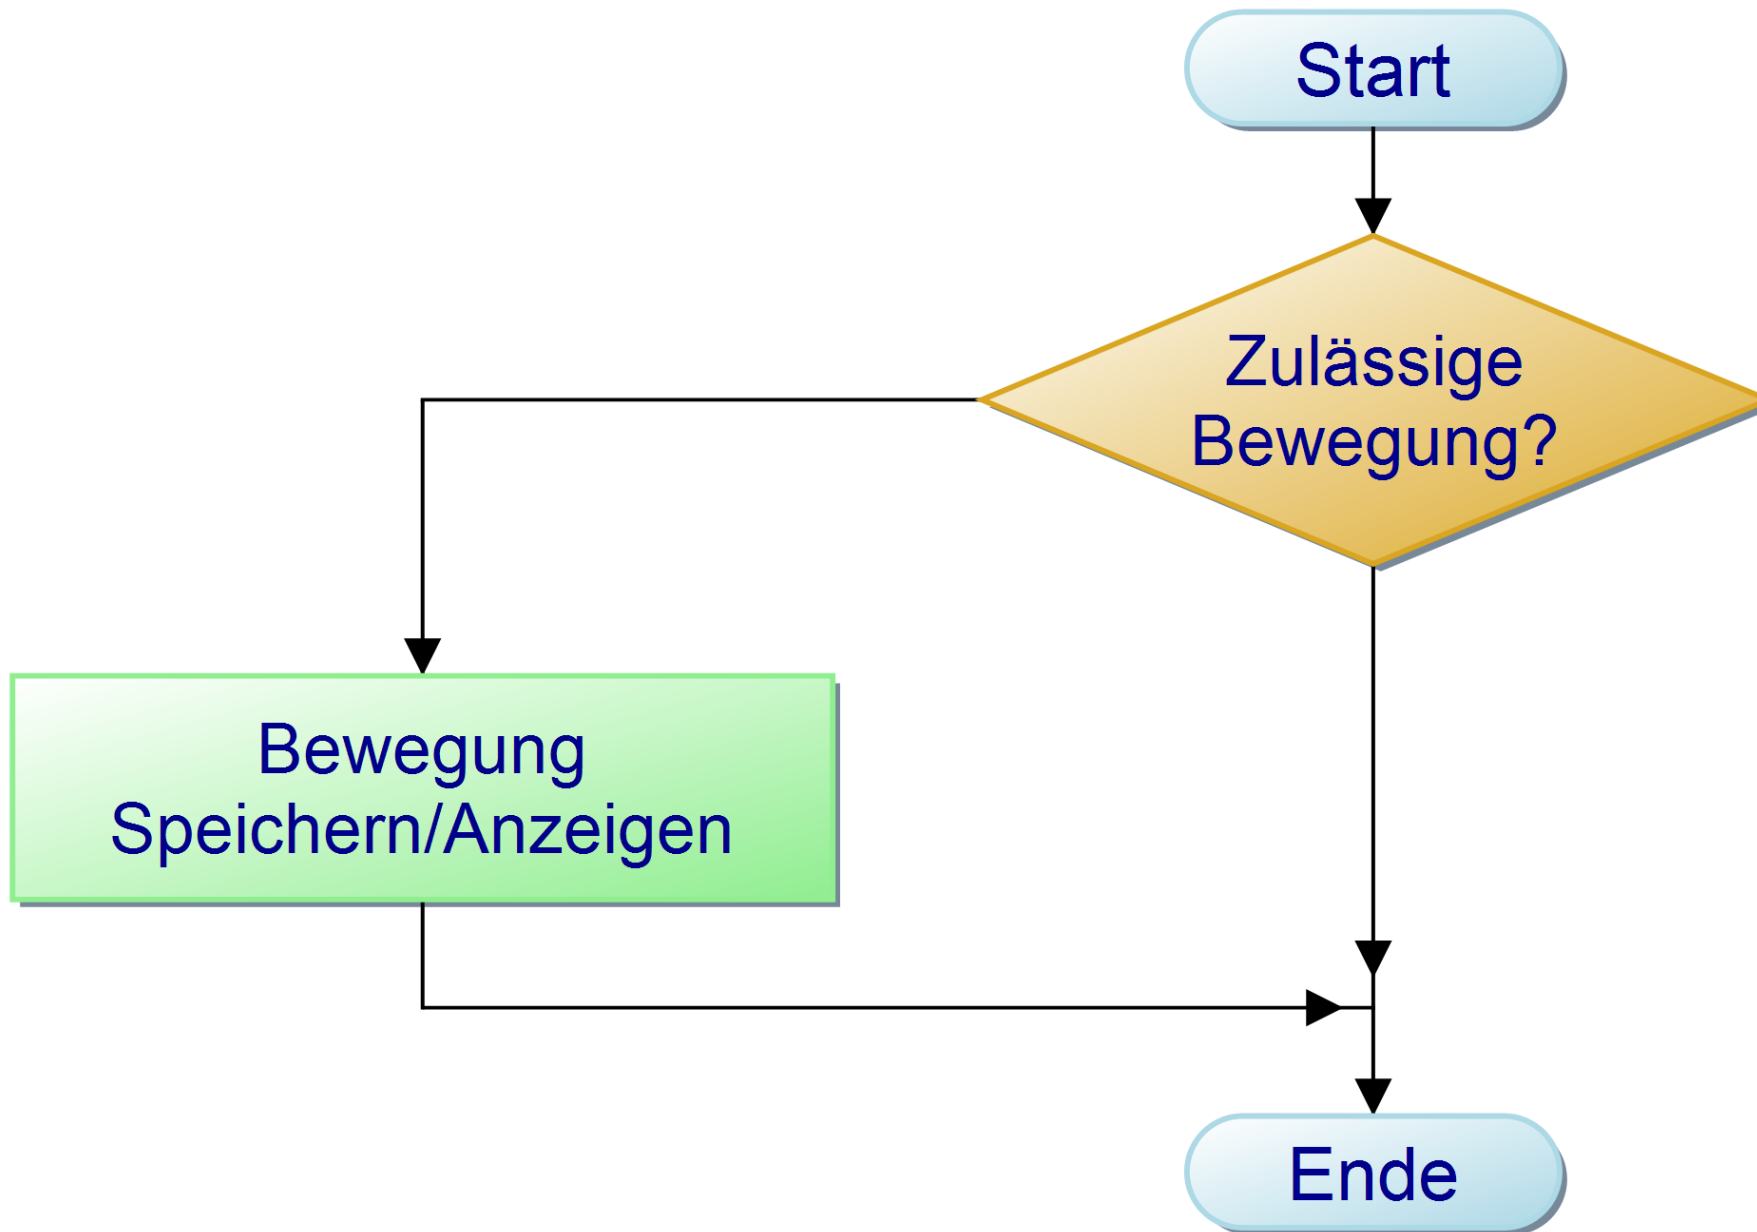 Start
Zulässige
Bewegung?
Bewegung
Speichern/Anzeigen
Ende